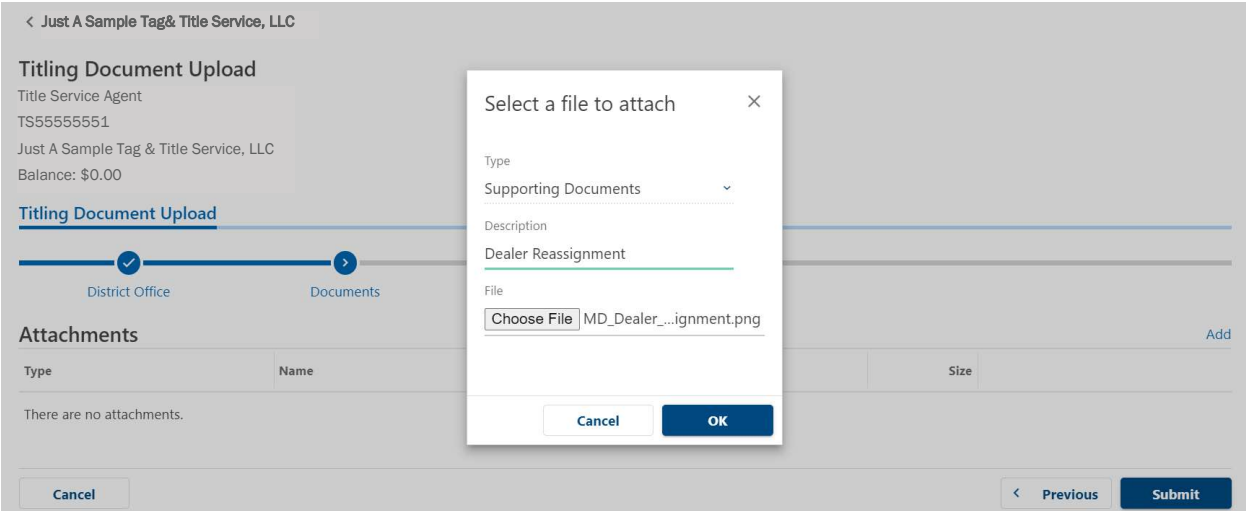 Just A Sample Tag& Title Service, LLC
Titling Document Upload
Title Service Agent
TS55555551
Just A Sample Tag & Title Service, LLC
Balance: $0.00
Titling Document Upload
District Office
Documents
Attachments
Add
Type
Name
Size
There are no attachments.
Cancel
Previous
Submit
Select a file to attach
Type
Supporting Documents
Description
Dealer Reassignment
File
Choose File MD_Dealer_...ignment.png
Cancel
OK